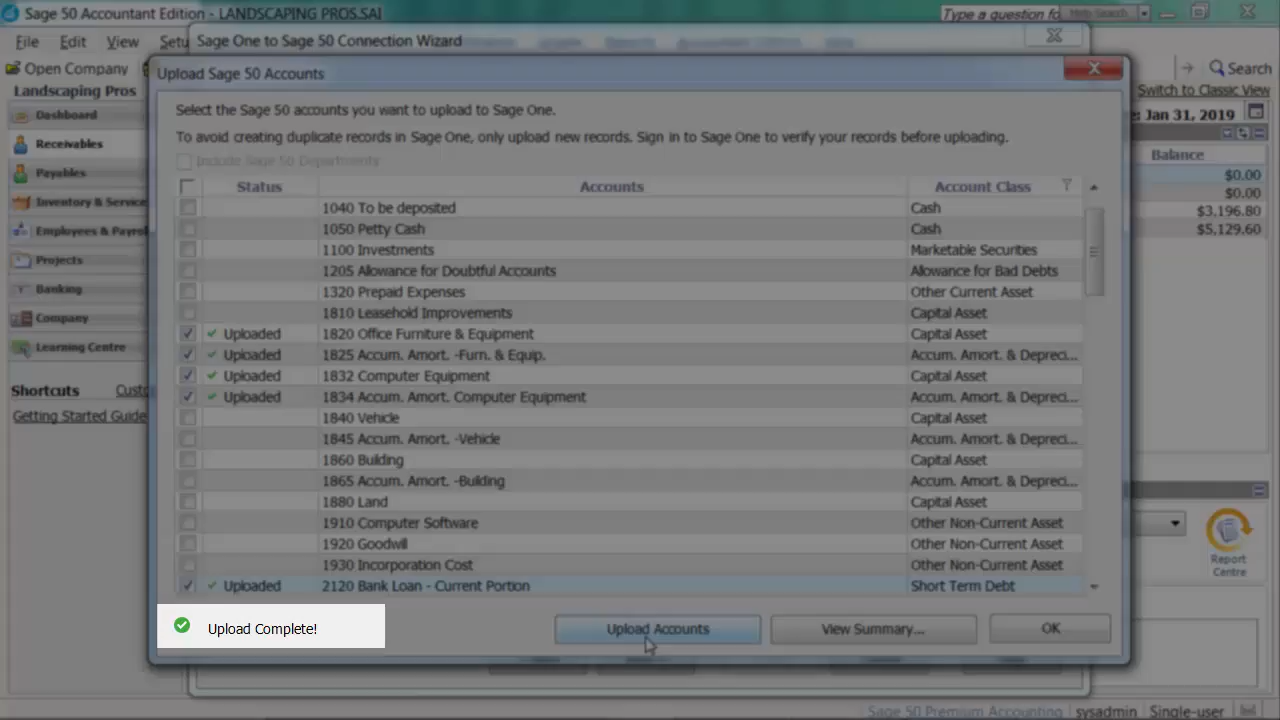 Sage 50 Accountant Edition - LANDSCAPING PROS.SAI
Type a question fo
Help Search
File Edit View Setu
Sage One to Sage 50 Connection Wizard
Open Company
Search
Upload Sage 50 Accounts
Landscaping Pros
Switch to Classic View
Select the Sage 50 accounts you want to upload to Sage One.
Dashboard
: Jan 31, 2019
To avoid creating duplicate records in Sage One, only upload new records. Sign in to Sage One to verify your records before uploading.
Receivables
Include Sage 50 Departments
Balance
Payables
Status Accounts Account Class
$0.00
Inventory & Service
1040 To be deposited Cash
$0.00
$3,196.80
Employees & Payrol
1050 Petty Cash Cash
$5,129.60
1100 Investments Marketable Securities
Projects
1205 Allowance for Doubtful Accounts Allowance for Bad Debts
Banking
1320 Prepaid Expenses Other Current Asset
Company
1810 Leasehold Improvements Capital Asset
Uploaded 1820 Office Furniture & Equipment Capital Asset
Learning Centre
Uploaded 1825 Accum. Amort. -Furn. & Equip. Accum. Amort. & Depreci...
Uploaded 1832 Computer Equipment Capital Asset
Shortcuts Custo
Uploaded 1834 Accum. Amort. Computer Equipment Accum. Amort. & Depreci...
Getting Started Guide
1840 Vehicle Capital Asset
1845 Accum. Amort. -Vehicle Accum. Amort. & Depreci...
1860 Building Capital Asset
1865 Accum. Amort. -Building Accum. Amort. & Depreci...
1880 Land Capital Asset
1910 Computer Software Other Non-Current Asset
1920 Goodwill Other Non-Current Asset
1930 Incorporation Cost Other Non-Current Asset
Report
Centre
Uploaded 2120 Bank Loan - Current Portion Short Term Debt
Upload Complete!
Upload Accounts View Summary... OK
Sage 50 Premium Accounting sysadmin Single-user